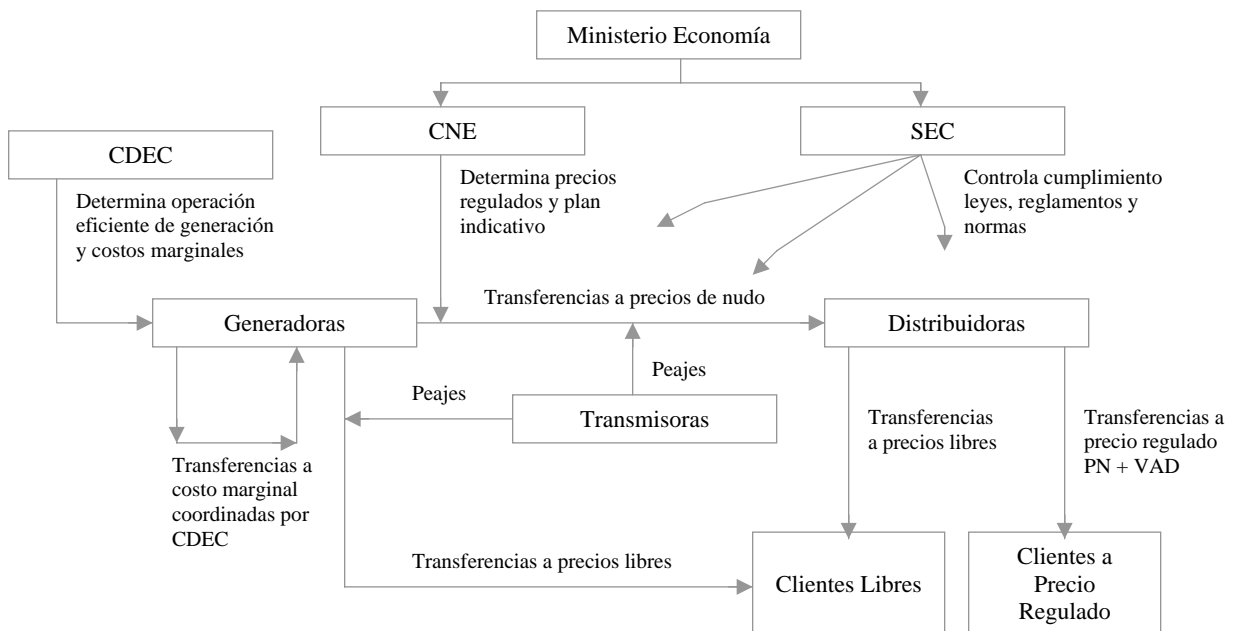 Ministerio Economía
CNE
SEC
CDEC
Determina operación
eficiente de generación
y costos marginales
Determina precios
regulados y plan
indicativo
Controla cumplimiento
leyes, reglamentos y
normas
Transferencias a precios de nudo
Generadoras
Distribuidoras
Peajes
Peajes
Transmisoras
Transferencias
a precios libres
Transferencias a
precio regulado
PN + VAD
Transferencias a
costo marginal
coordinadas por
CDEC
Transferencias a precios libres
Clientes Libres
Clientes a
Precio
Regulado